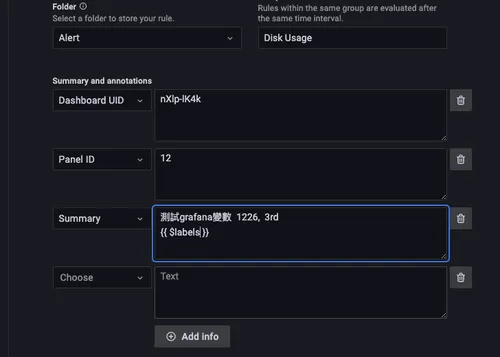 Folder
Select a folder to store your rule.
Rules within the same group are evaluated after
the same time interval.
Alert
Disk Usage
Summary and annotations
Dashboard UID
nXlp-lK4k
Panel ID
12
Summary
測試grafana變數 1226, 3rd
{{ $labels}}
Choose
Text
Add info